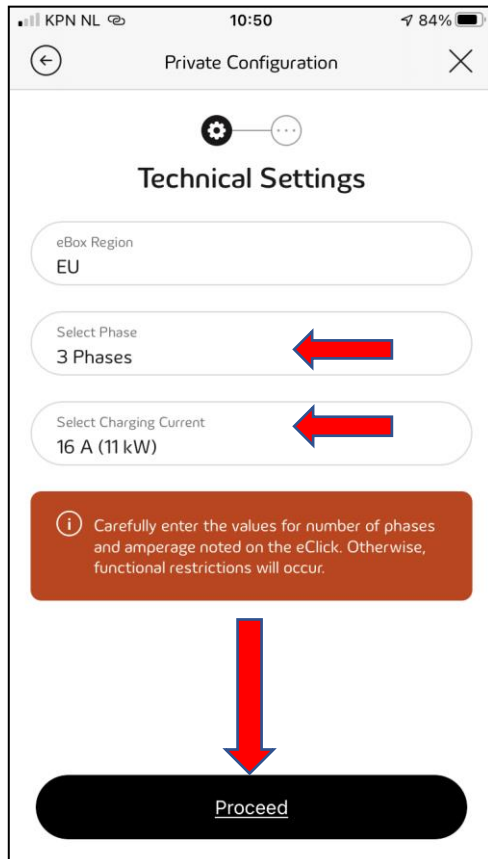 KPN NL 10:50 84%
Private Configuration
Technical Settings
eBox Region
EU
Select Phase
3 Phases
Select Charging Current
16 A (11 kW)
Carefully enter the values for number of phases
and amperage noted on the eClick. Otherwise,
functional restrictions will occur.
Proceed